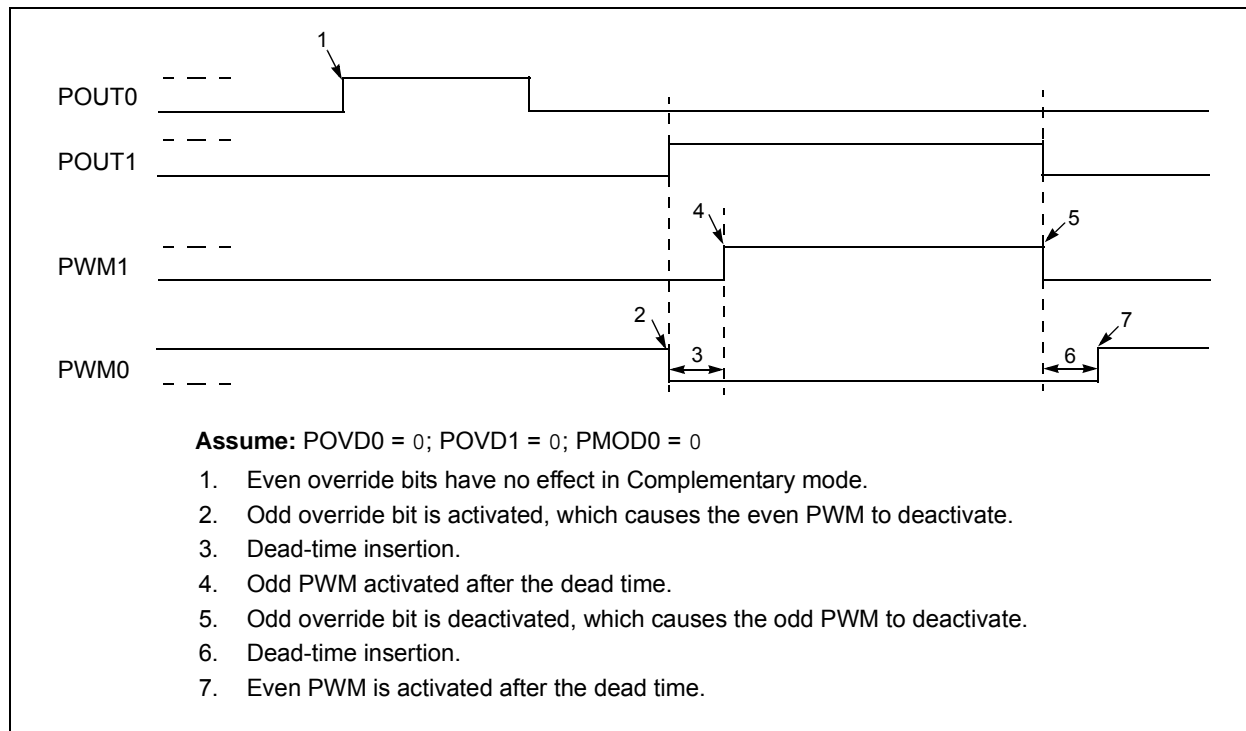 1
POUT0
POUT1
4
5
PWM1
2
7
3
6
PWM0
Assume: POVD0 = 0; POVD1 = 0; PMOD0 = 0
1. Even override bits have no effect in Complementary mode.
2. Odd override bit is activated, which causes the even PWM to deactivate.
3. Dead-time insertion.
4. Odd PWM activated after the dead time.
5. Odd override bit is deactivated, which causes the odd PWM to deactivate.
6. Dead-time insertion.
7. Even PWM is activated after the dead time.